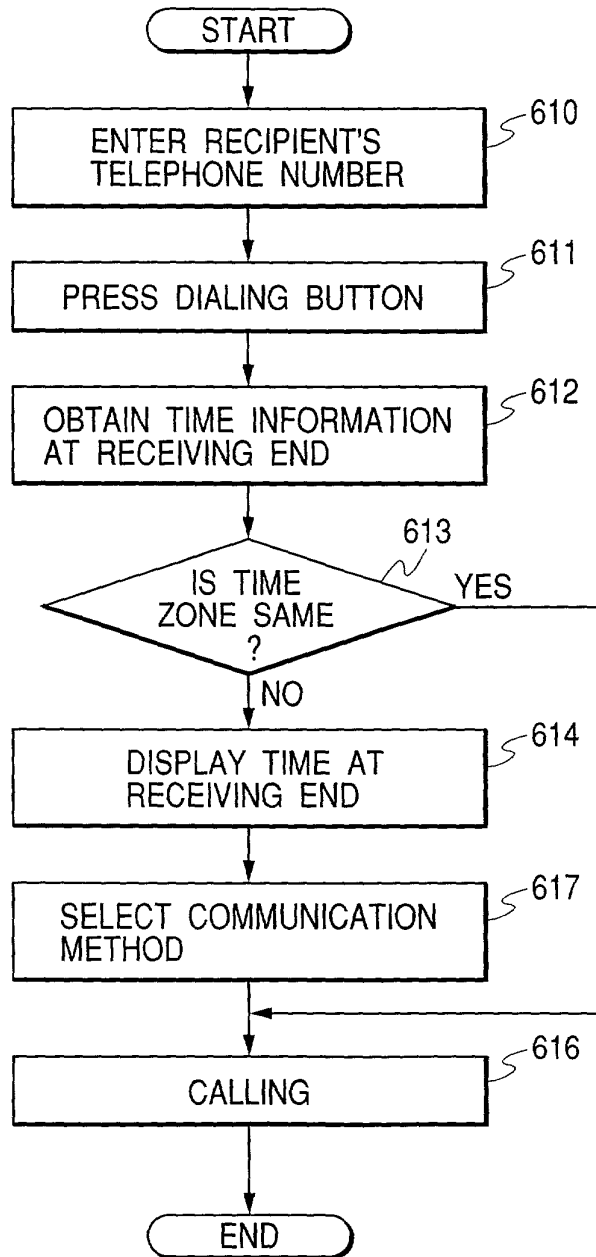 START
ENTER RECIPIENT'S
TELEPHONE NUMBER
610
PRESS DIALING BUTTON
611
OBTAIN TIME INFORMATION
AT RECEIVING END
612
613
IS TIME
ZONE SAME
?
YES
NO
DISPLAY TIME AT
RECEIVING END
614
SELECT COMMUNICATION
METHOD
617
CALLING
616
END